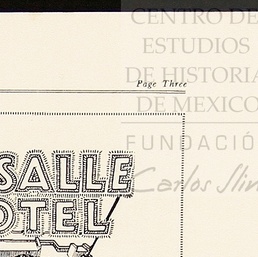 CENTRO DE
ESTUDIOS
DE HISTORIA
DE MEXICO
FUNDACIÓ
Carlos Slim
Page Three
SALLE
OTEL